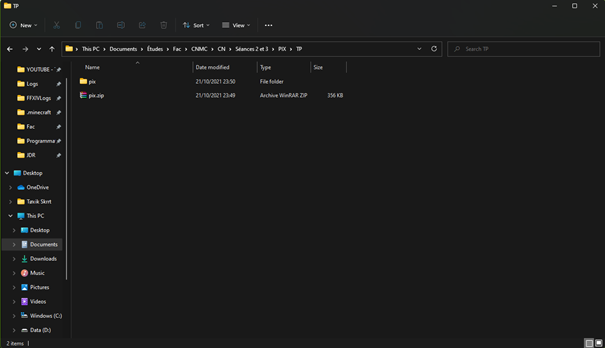 TP
New
Sort
View
This PC > Documents > Études > Fac > CNMC > CN > Séances 2 et 3 > PIX > TP
Search TP
Name
Date modified
Type
Size
pix
21/10/2021 23:50
File folder
pix.zip
21/10/2021 23:49
Archive WinRAR ZIP
356 KB
YOUTUBE -
Logs
FFXIVLogs
.minecraft
Fac
Programma
JDR
Desktop
OneDrive
Tavik Skrrt
This PC
Desktop
Documents
Downloads
Music
Pictures
Videos
Windows (C:)
Data (D:)
2 items